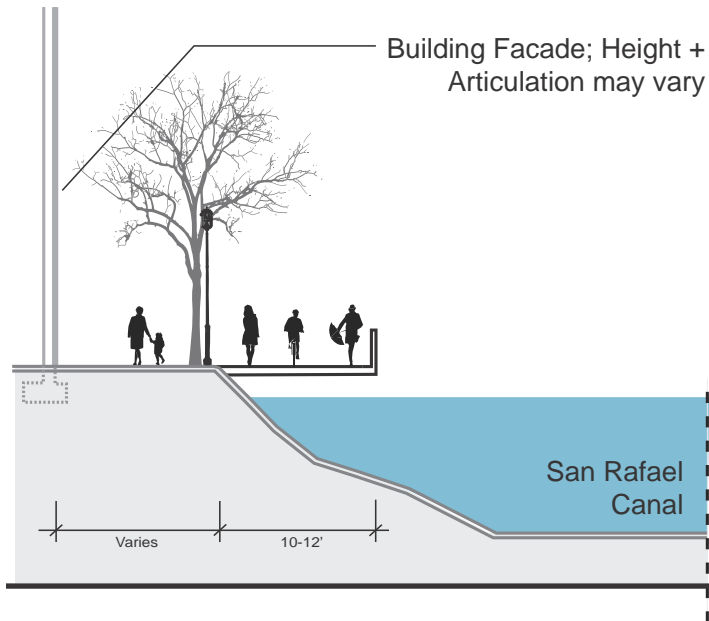 Building Facade; Height +
Articulation may vary
San Rafael
Canal
Varies
10-12'